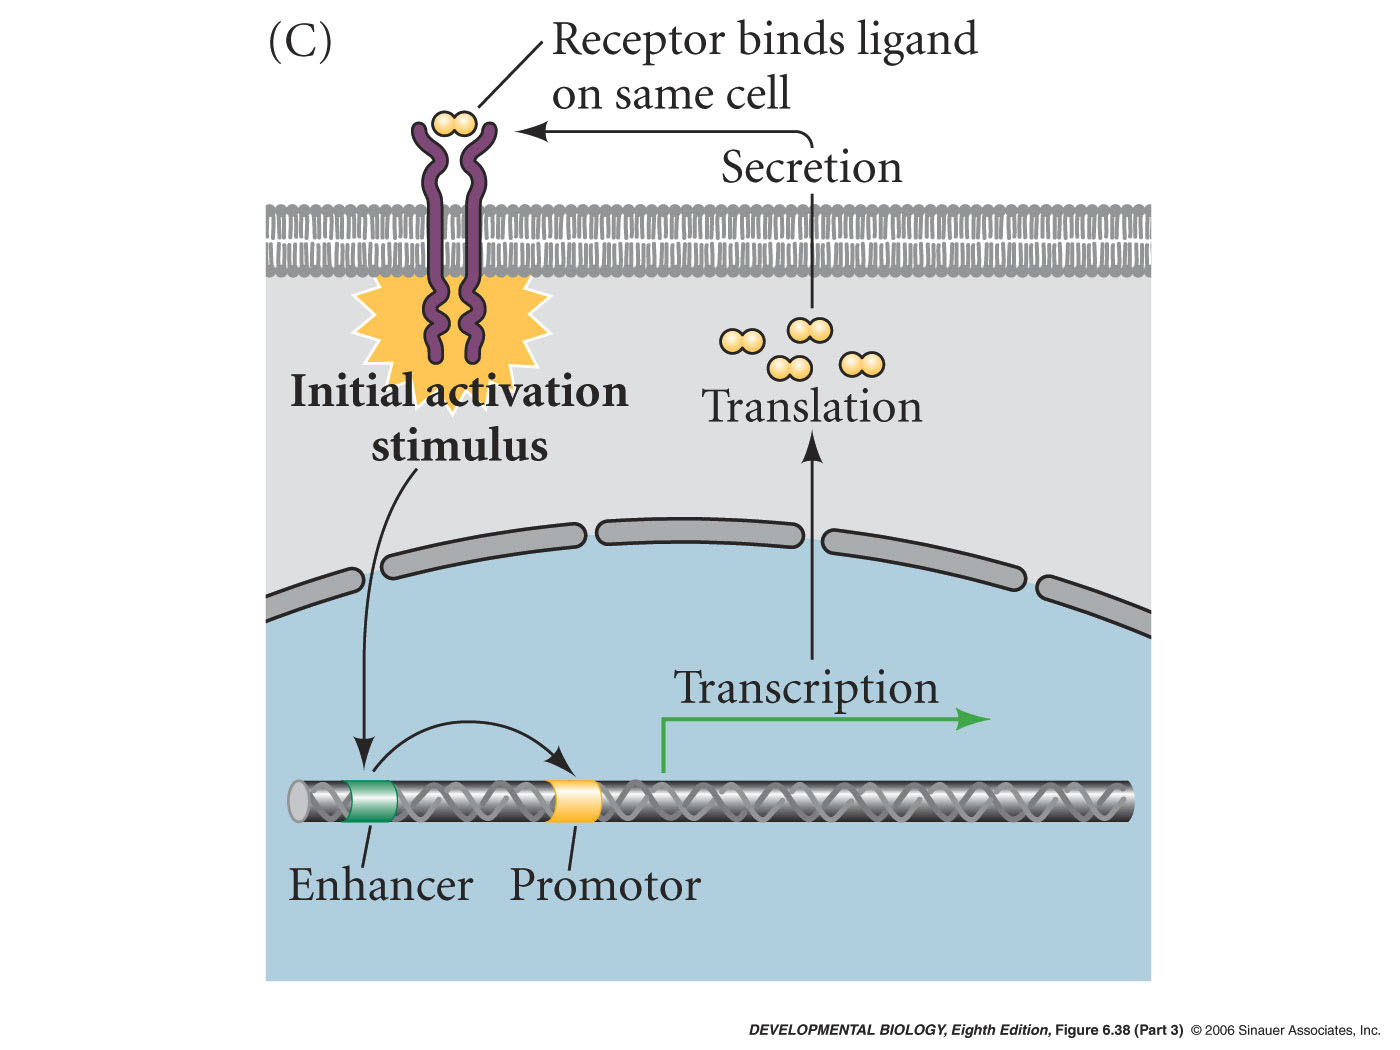 (C)
Receptor binds ligand
on same cell
Secretion
Initial activation
stimulus
Translation
Transcription
Enhancer
Promotor
DEVELOPMENTAL BIOLOGY, Eighth Edition, Figure 6.38 (Part 3) © 2006 Sinauer Associates, Inc.